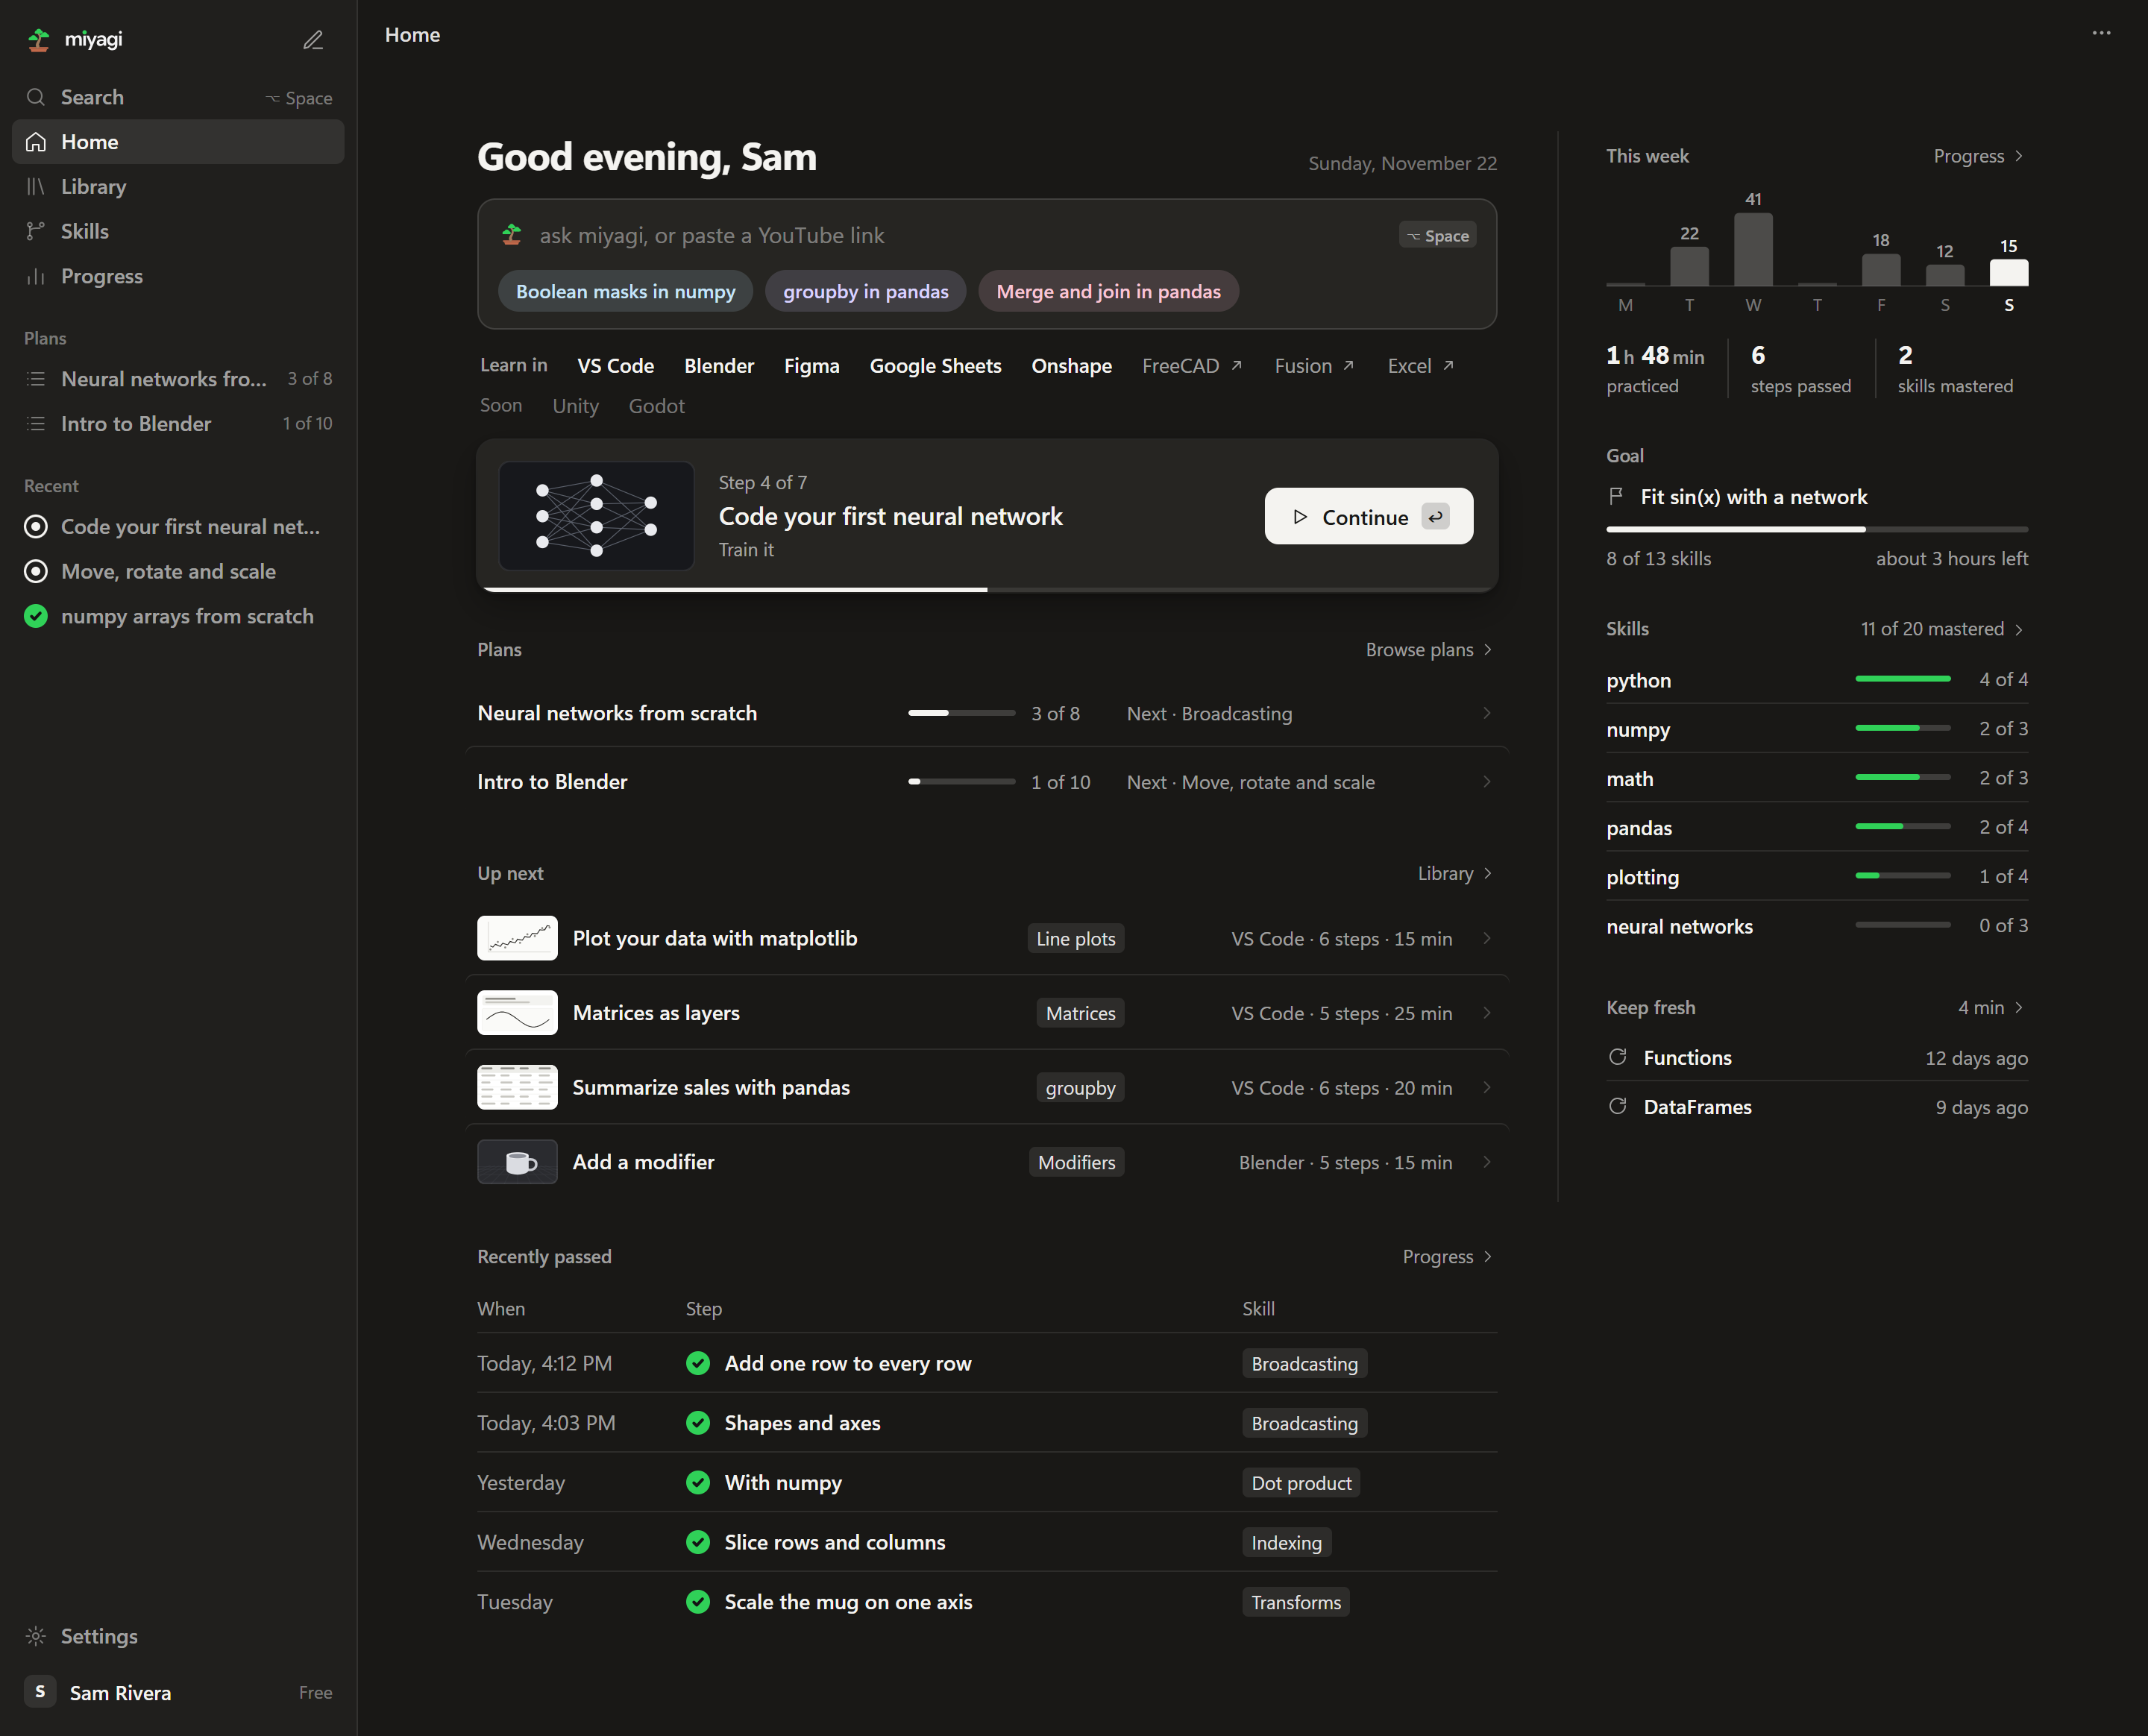 miyagi
Search
⌥ Space
Home
Library
Skills
Progress
Plans
Neural networks fro... 3 of 8
Intro to Blender 1 of 10
Recent
Code your first neural net...
Move, rotate and scale
numpy arrays from scratch
Settings
S Sam Rivera Free
Home
Good evening, Sam
Sunday, November 22
ask miyagi, or paste a YouTube link
⌥ Space
Boolean masks in numpy
groupby in pandas
Merge and join in pandas
Learn in VS Code Blender Figma Google Sheets Onshape FreeCAD ↗ Fusion ↗ Excel ↗
Soon Unity Godot
Step 4 of 7
Code your first neural network
Train it
Continue
Plans
Browse plans
Neural networks from scratch 3 of 8 Next · Broadcasting
Intro to Blender 1 of 10 Next · Move, rotate and scale
Up next
Library
Plot your data with matplotlib Line plots VS Code · 6 steps · 15 min
Matrices as layers Matrices VS Code · 5 steps · 25 min
Summarize sales with pandas groupby VS Code · 6 steps · 20 min
Add a modifier Modifiers Blender · 5 steps · 15 min
Recently passed
Progress
When Step Skill
Today, 4:12 PM Add one row to every row Broadcasting
Today, 4:03 PM Shapes and axes Broadcasting
Yesterday With numpy Dot product
Wednesday Slice rows and columns Indexing
Tuesday Scale the mug on one axis Transforms
This week
Progress
22 41 18 12 15
M T W T F S S
1 h 48 min
practiced
6
steps passed
2
skills mastered
Goal
Fit sin(x) with a network
8 of 13 skills about 3 hours left
Skills
11 of 20 mastered
python 4 of 4
numpy 2 of 3
math 2 of 3
pandas 2 of 4
plotting 1 of 4
neural networks 0 of 3
Keep fresh
4 min
Functions 12 days ago
DataFrames 9 days ago